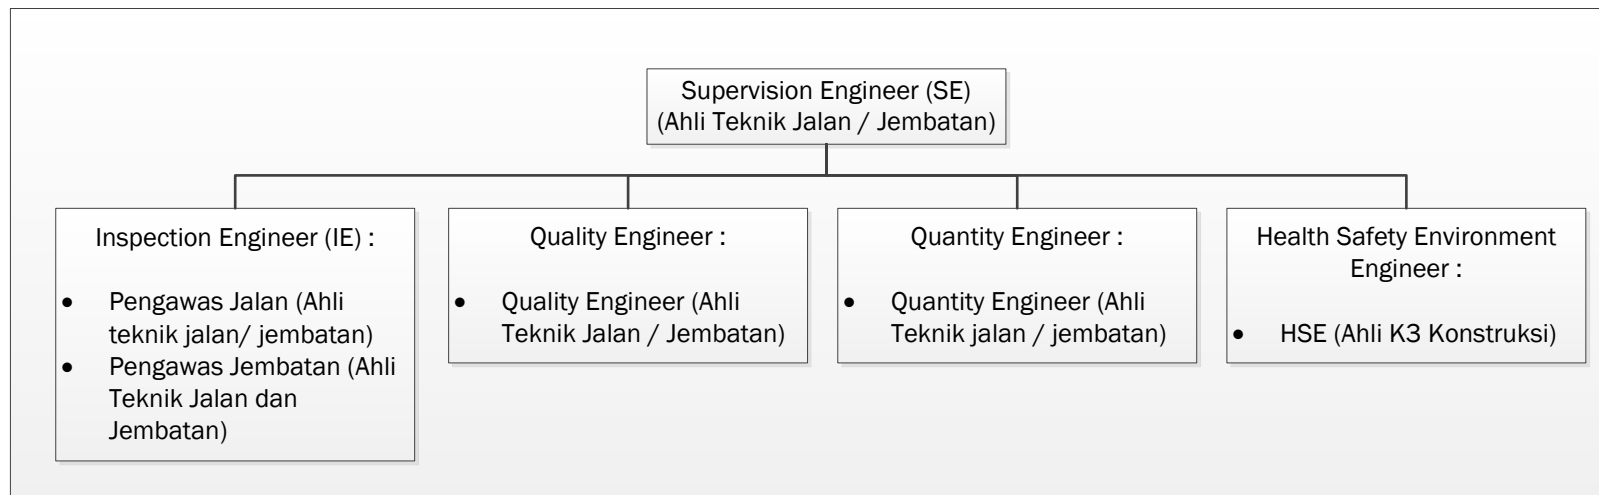 Supervision Engineer (SE)
(Ahli Teknik Jalan / Jembatan)
Inspection Engineer (IE) :
• Pengawas Jalan (Ahli
teknik jalan/ jembatan)
• Pengawas Jembatan (Ahli
Teknik Jalan dan
Jembatan)
Quality Engineer :
• Quality Engineer (Ahli
Teknik Jalan / Jembatan)
Quantity Engineer :
• Quantity Engineer (Ahli
Teknik jalan / jembatan)
Health Safety Environment
Engineer :
• HSE (Ahli K3 Konstruksi)